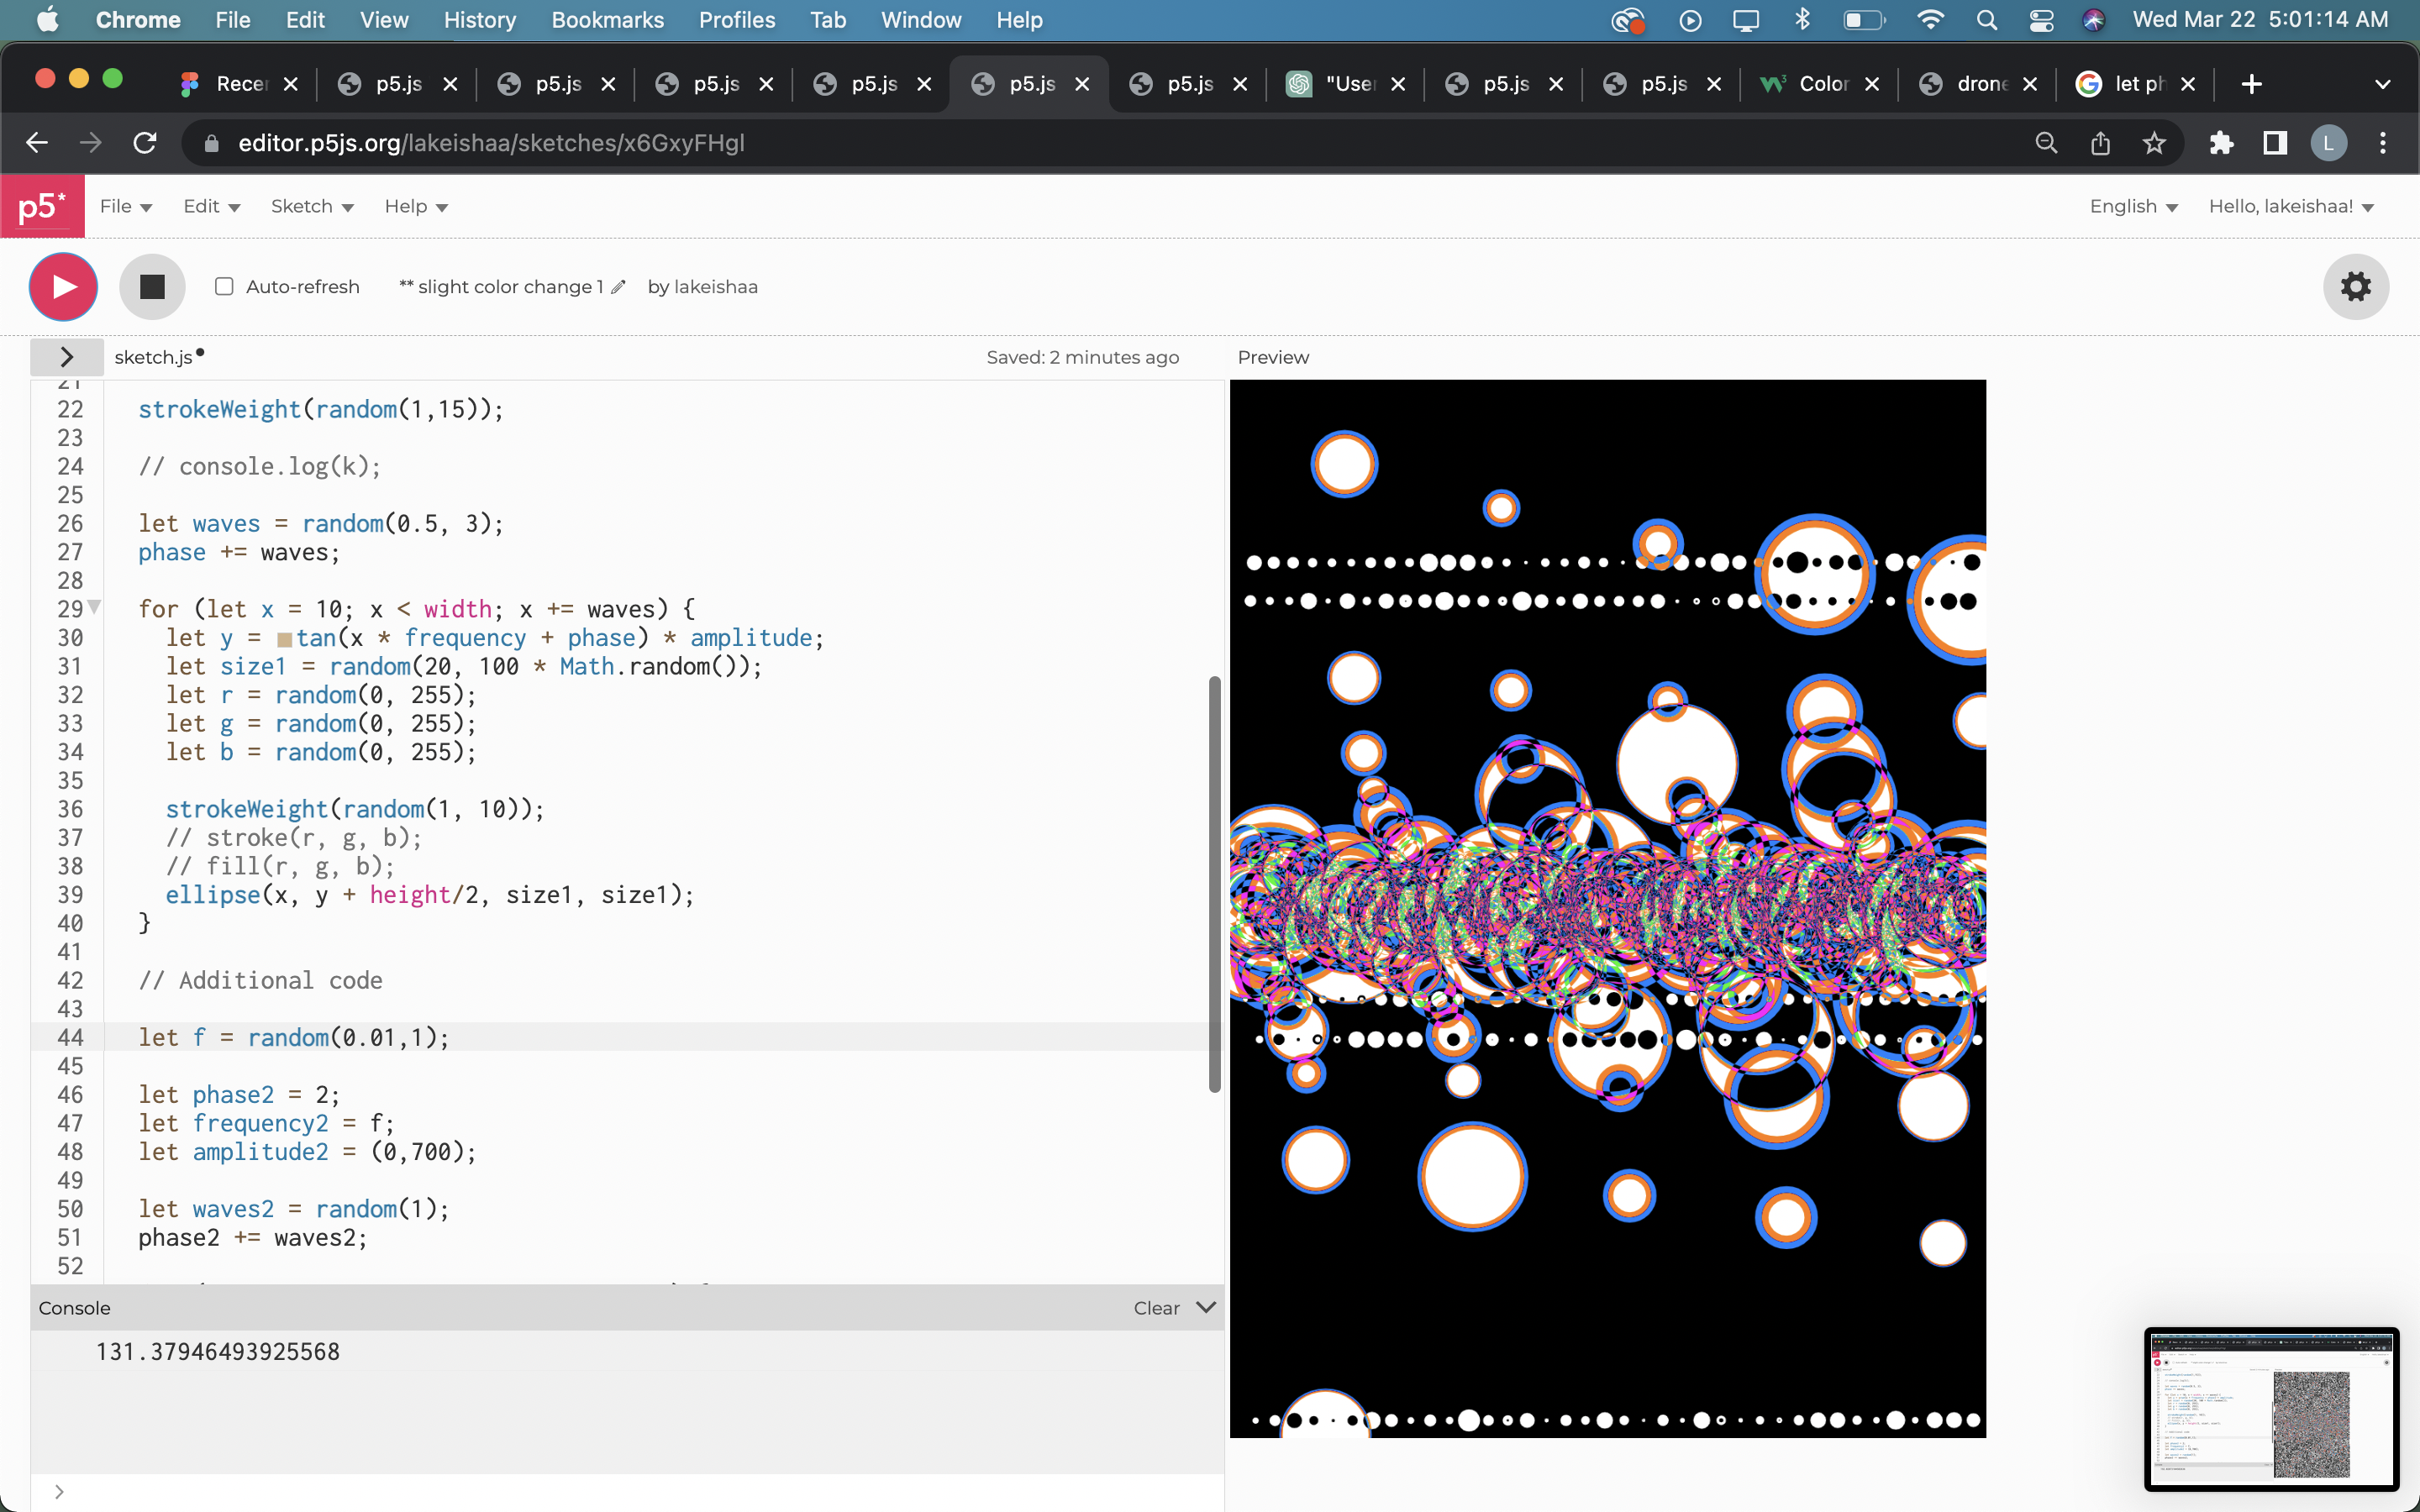 Chrome File Edit View History Bookmarks Profiles Tab Window Help Wed Mar 22 5:01:14 AM
Recer p5.js p5.js p5.js p5.js p5.js p5.js "User p5.js p5.js Color drone let ph
editor.p5js.org/lakeishaa/sketches/x6GxyFHgl L
p5* File Edit Sketch Help English Hello, lakeishaa!
Auto-refresh ** slight color change 1 by lakeishaa
sketch.js Saved: 2 minutes ago Preview
21
22 strokeWeight(random(1,15));
23
24 // console.log(k);
25
26 let waves = random(0.5, 3);
27 phase += waves;
28
29 for (let x = 10; x < width; x += waves) {
30 let y = tan(x * frequency + phase) * amplitude;
31 let size1 = random(20, 100 * Math.random());
32 let r = random(0, 255);
33 let g = random(0, 255);
34 let b = random(0, 255);
35
36 strokeWeight(random(1, 10));
37 // stroke(r, g, b);
38 // fill(r, g, b);
39 ellipse(x, y + height/2, size1, size1);
40 }
41
42 // Additional code
43
44 let f = random(0.01,1);
45
46 let phase2 = 2;
47 let frequency2 = f;
48 let amplitude2 = (0,700);
49
50 let waves2 = random(1);
51 phase2 += waves2;
52
Console Clear
131.37946493925568
>